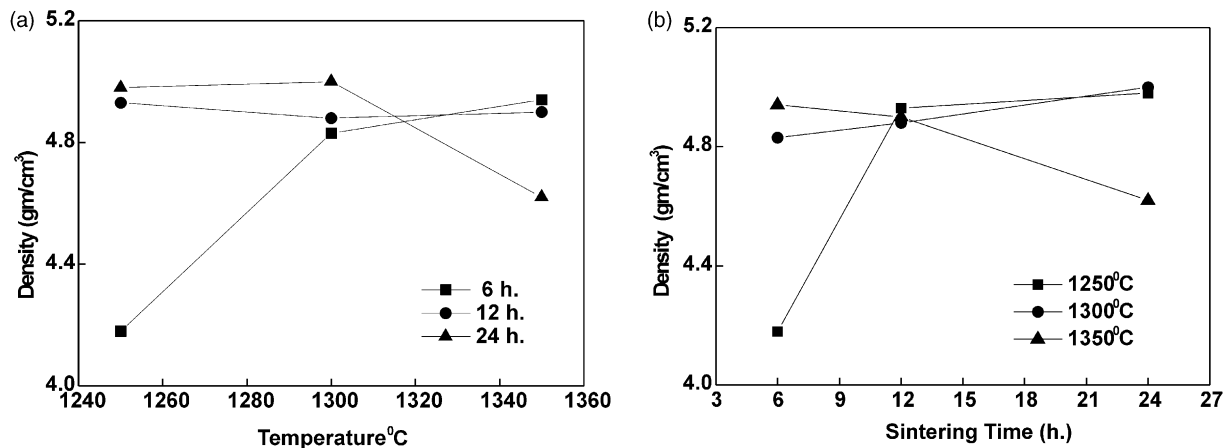 (a)
5.2
4.8
4.4
4.0
Density (gm/cm³)
6 h.
12 h.
24 h.
1240 1260 1280 1300 1320 1340 1360
Temperature⁰C
(b)
5.2
4.8
4.4
4.0
Density (gm/cm³)
1250⁰C
1300⁰C
1350⁰C
3 6 9 12 15 18 21 24 27
Sintering Time (h.)